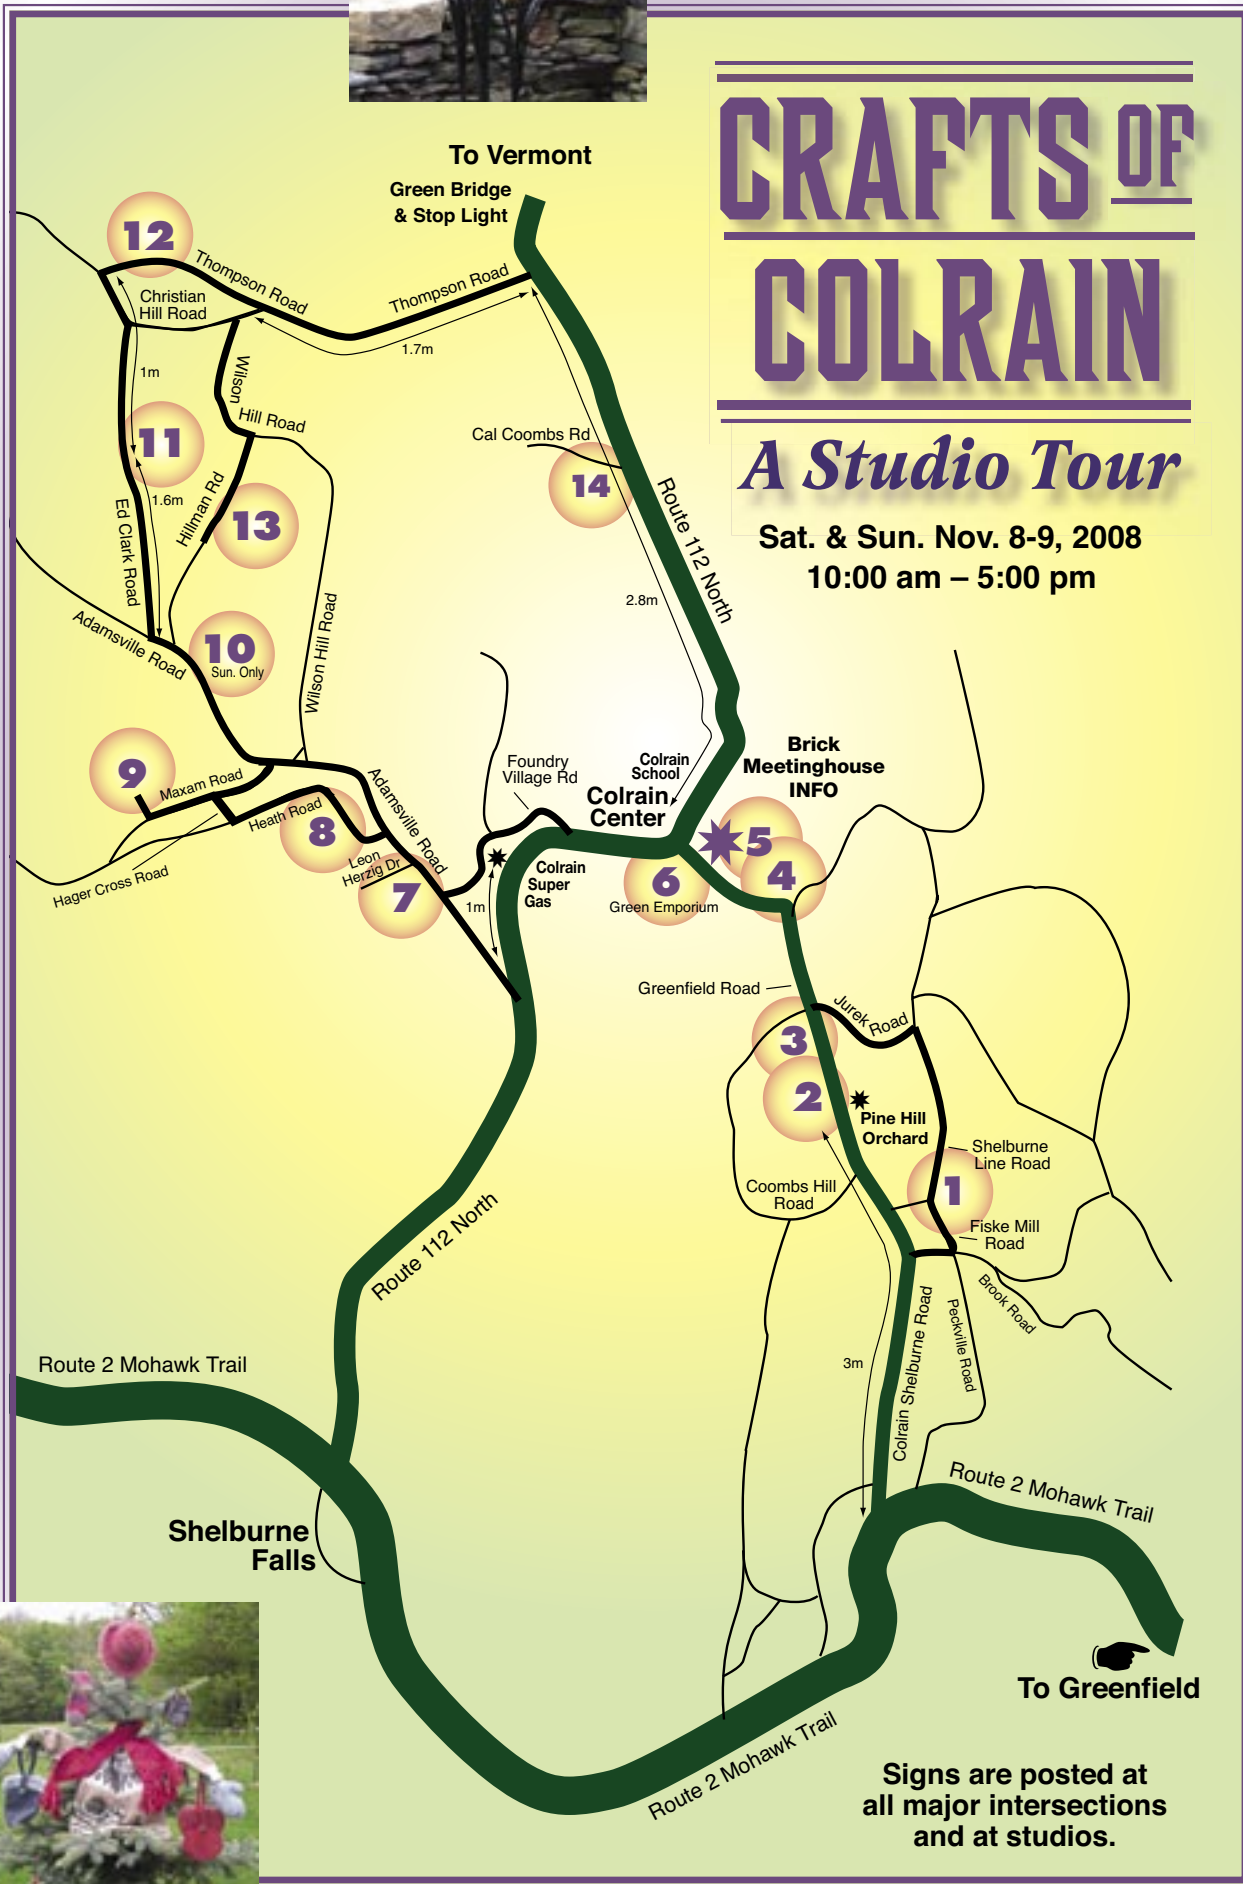 CRAFTS OF
COLRAIN
A Studio Tour
Sat. & Sun. Nov. 8-9, 2008
10:00 am – 5:00 pm
To Vermont
Green Bridge
& Stop Light
12
Thompson Road
Thompson Road
Christian
Hill Road
1.7m
1m
Wilson
Hill Road
11
Cal Coombs Rd
14
1.6m
Hillman Rd
13
Ed Clark Road
Route 112 North
2.8m
Adamsville Road
10
Sun. Only
Wilson Hill Road
9
Maxam Road
Heath Road
8
Adamsville Road
Leon
Herzig Dr
7
Hager Cross Road
Foundry
Village Rd
Colrain
School
Colrain
Center
Brick
Meetinghouse
INFO
5
4
6
Green Emporium
Colrain
Super
Gas
1m
Greenfield Road
Jurek
Road
3
2
Pine Hill
Orchard
Shelburne
Line Road
1
Coombs Hill
Road
Fiske Mill
Road
Route 112 North
Brook Road
Peckville Road
Colrain Shelburne Road
3m
Route 2 Mohawk Trail
Route 2 Mohawk Trail
Shelburne
Falls
To Greenfield
Route 2 Mohawk Trail
Signs are posted at
all major intersections
and at studios.